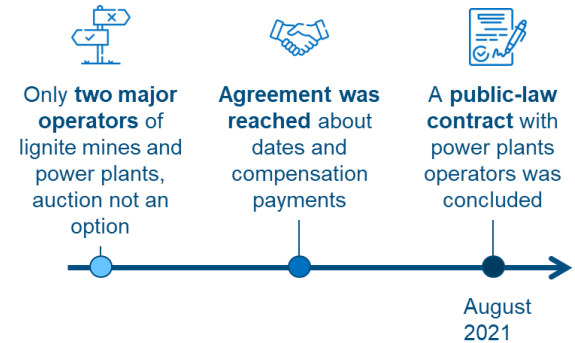 Only two major
operators of
lignite mines and
power plants,
auction not an
option
Agreement was
reached about
dates and
compensation
payments
A public-law
contract with
power plants
operators was
concluded
August
2021